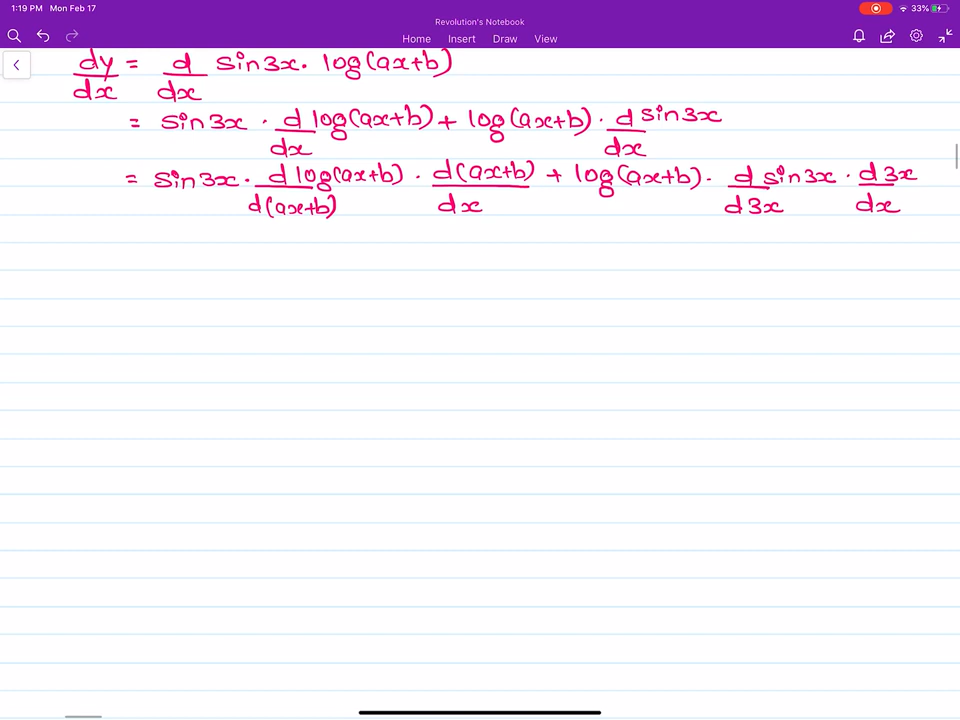 1:19 PM Mon Feb 17
33%
Revolution's Notebook
Home Insert Draw View
dy/dx = d/dx sin3x. log(ax+b)
= sin3x . d/dx log(ax+b) + log(ax+b) . d/dx sin3x
= sin3x . d log(ax+b)/d(ax+b) . d(ax+b)/dx + log(ax+b). d/d3x sin3x . d3x/dx